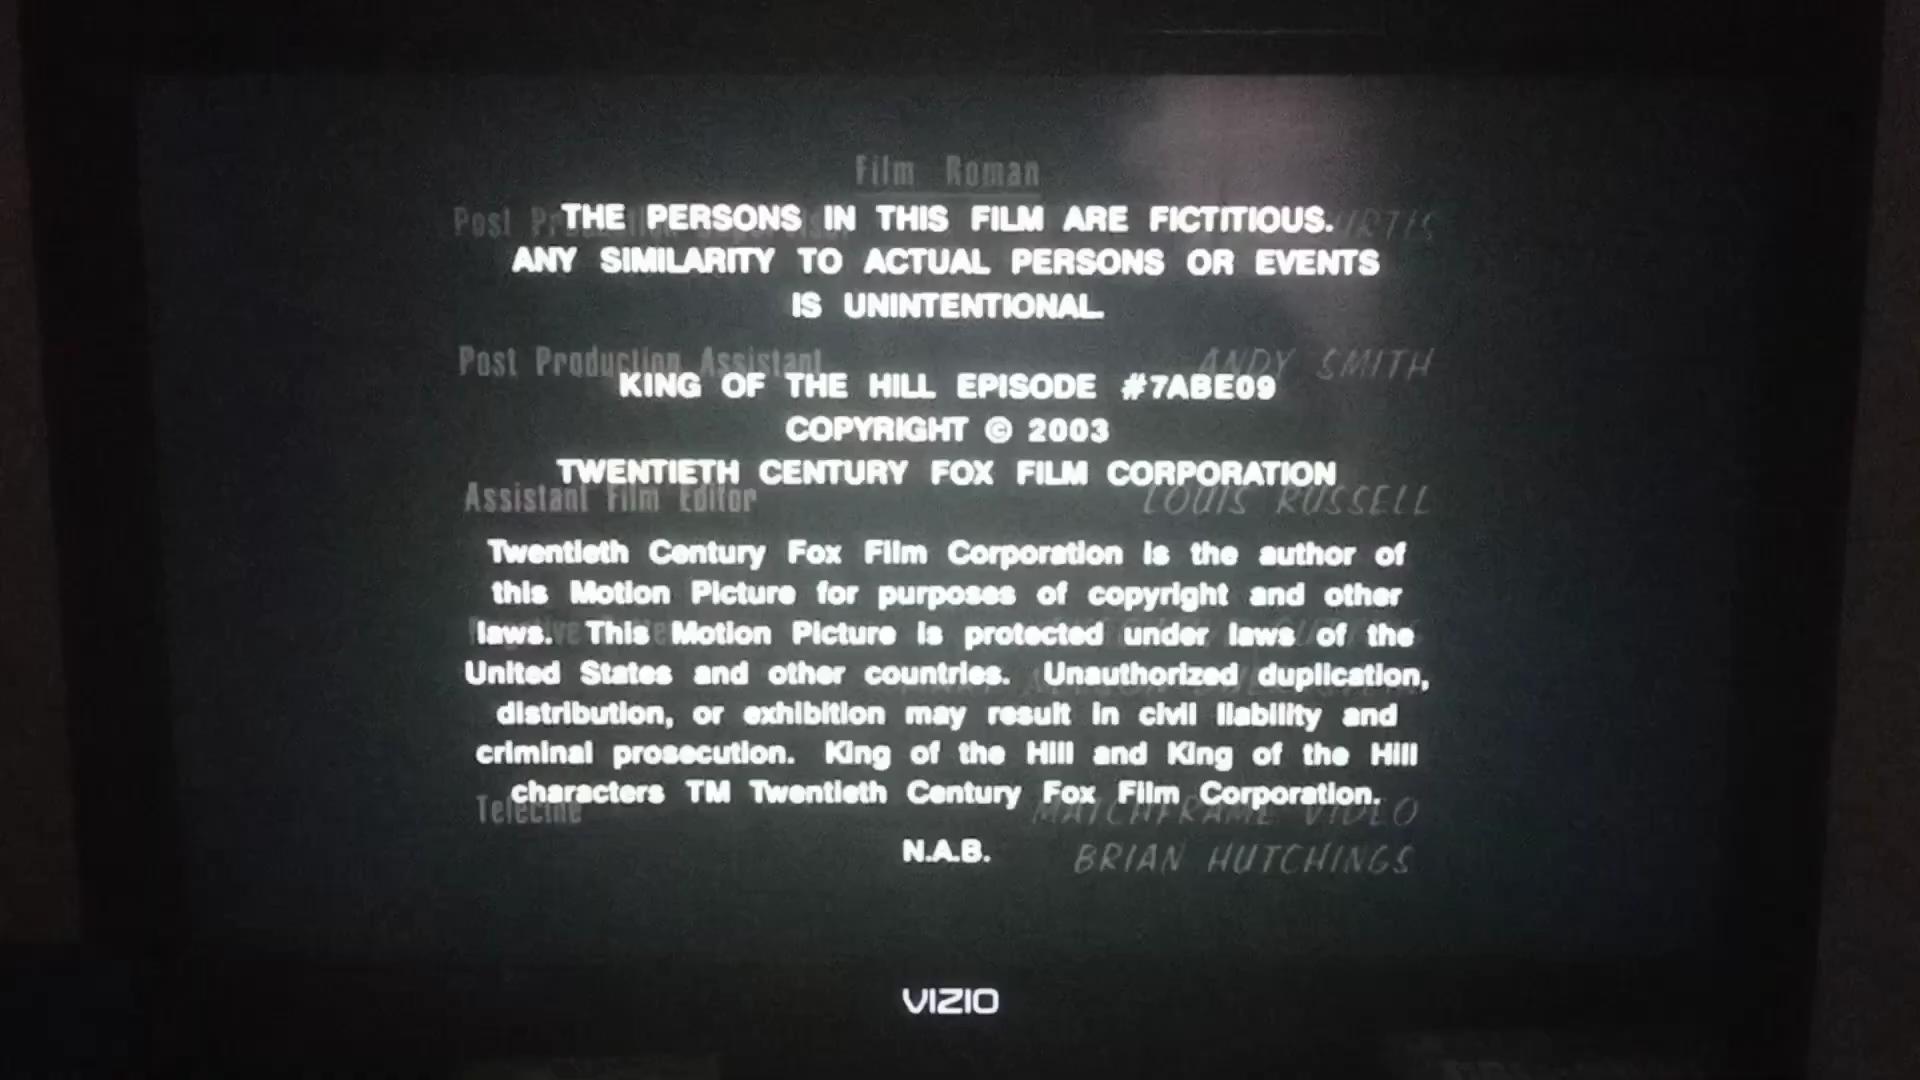 Film Roman
THE PERSONS IN THIS FILM ARE FICTITIOUS.
ANY SIMILARITY TO ACTUAL PERSONS OR EVENTS
IS UNINTENTIONAL.
Post Production Assistant ANDY SMITH
KING OF THE HILL EPISODE #7ABE09
COPYRIGHT © 2003
TWENTIETH CENTURY FOX FILM CORPORATION
Assistant Film Editor LOUIS RUSSELL
Twentieth Century Fox Film Corporation is the author of
this Motion Picture for purposes of copyright and other
laws. This Motion Picture is protected under laws of the
United States and other countries. Unauthorized duplication,
distribution, or exhibition may result in civil liability and
criminal prosecution. King of the Hill and King of the Hill
characters TM Twentieth Century Fox Film Corporation.
Telecine MATCHFRAME VIDEO
N.A.B.
BRIAN HUTCHINGS
VIZIO